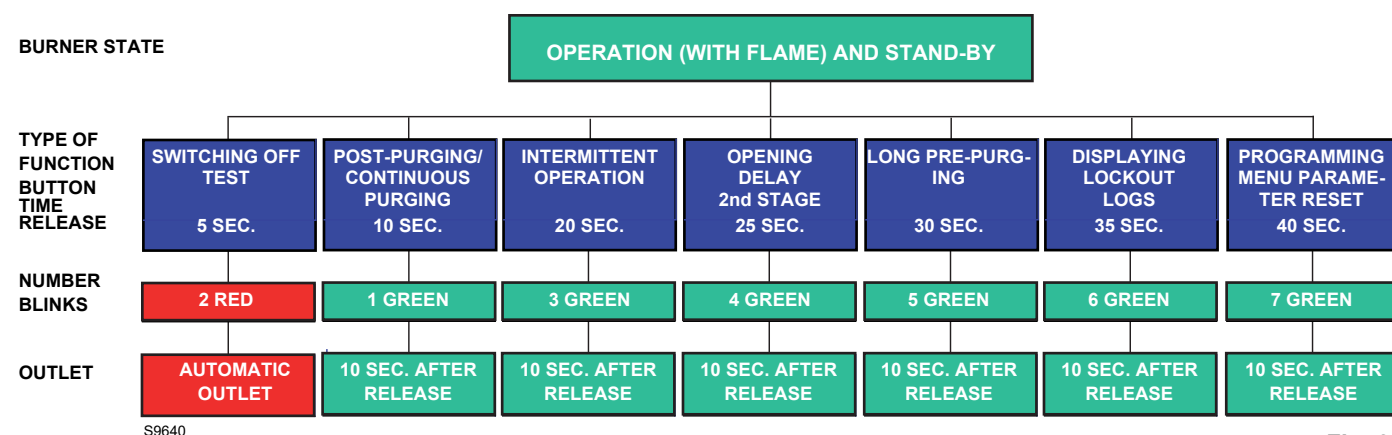 BURNER STATE
OPERATION (WITH FLAME) AND STAND-BY
TYPE OF
FUNCTION
BUTTON
TIME
RELEASE
SWITCHING OFF
TEST
5 SEC.
POST-PURGING/
CONTINUOUS
PURGING
10 SEC.
INTERMITTENT
OPERATION
20 SEC.
OPENING
DELAY
2nd STAGE
25 SEC.
LONG PRE-PURG-
ING
30 SEC.
DISPLAYING
LOCKOUT
LOGS
35 SEC.
PROGRAMMING
MENU PARAME-
TER RESET
40 SEC.
NUMBER
BLINKS
2 RED
1 GREEN
3 GREEN
4 GREEN
5 GREEN
6 GREEN
7 GREEN
OUTLET
AUTOMATIC
OUTLET
10 SEC. AFTER
RELEASE
10 SEC. AFTER
RELEASE
10 SEC. AFTER
RELEASE
10 SEC. AFTER
RELEASE
10 SEC. AFTER
RELEASE
10 SEC. AFTER
RELEASE
S9640